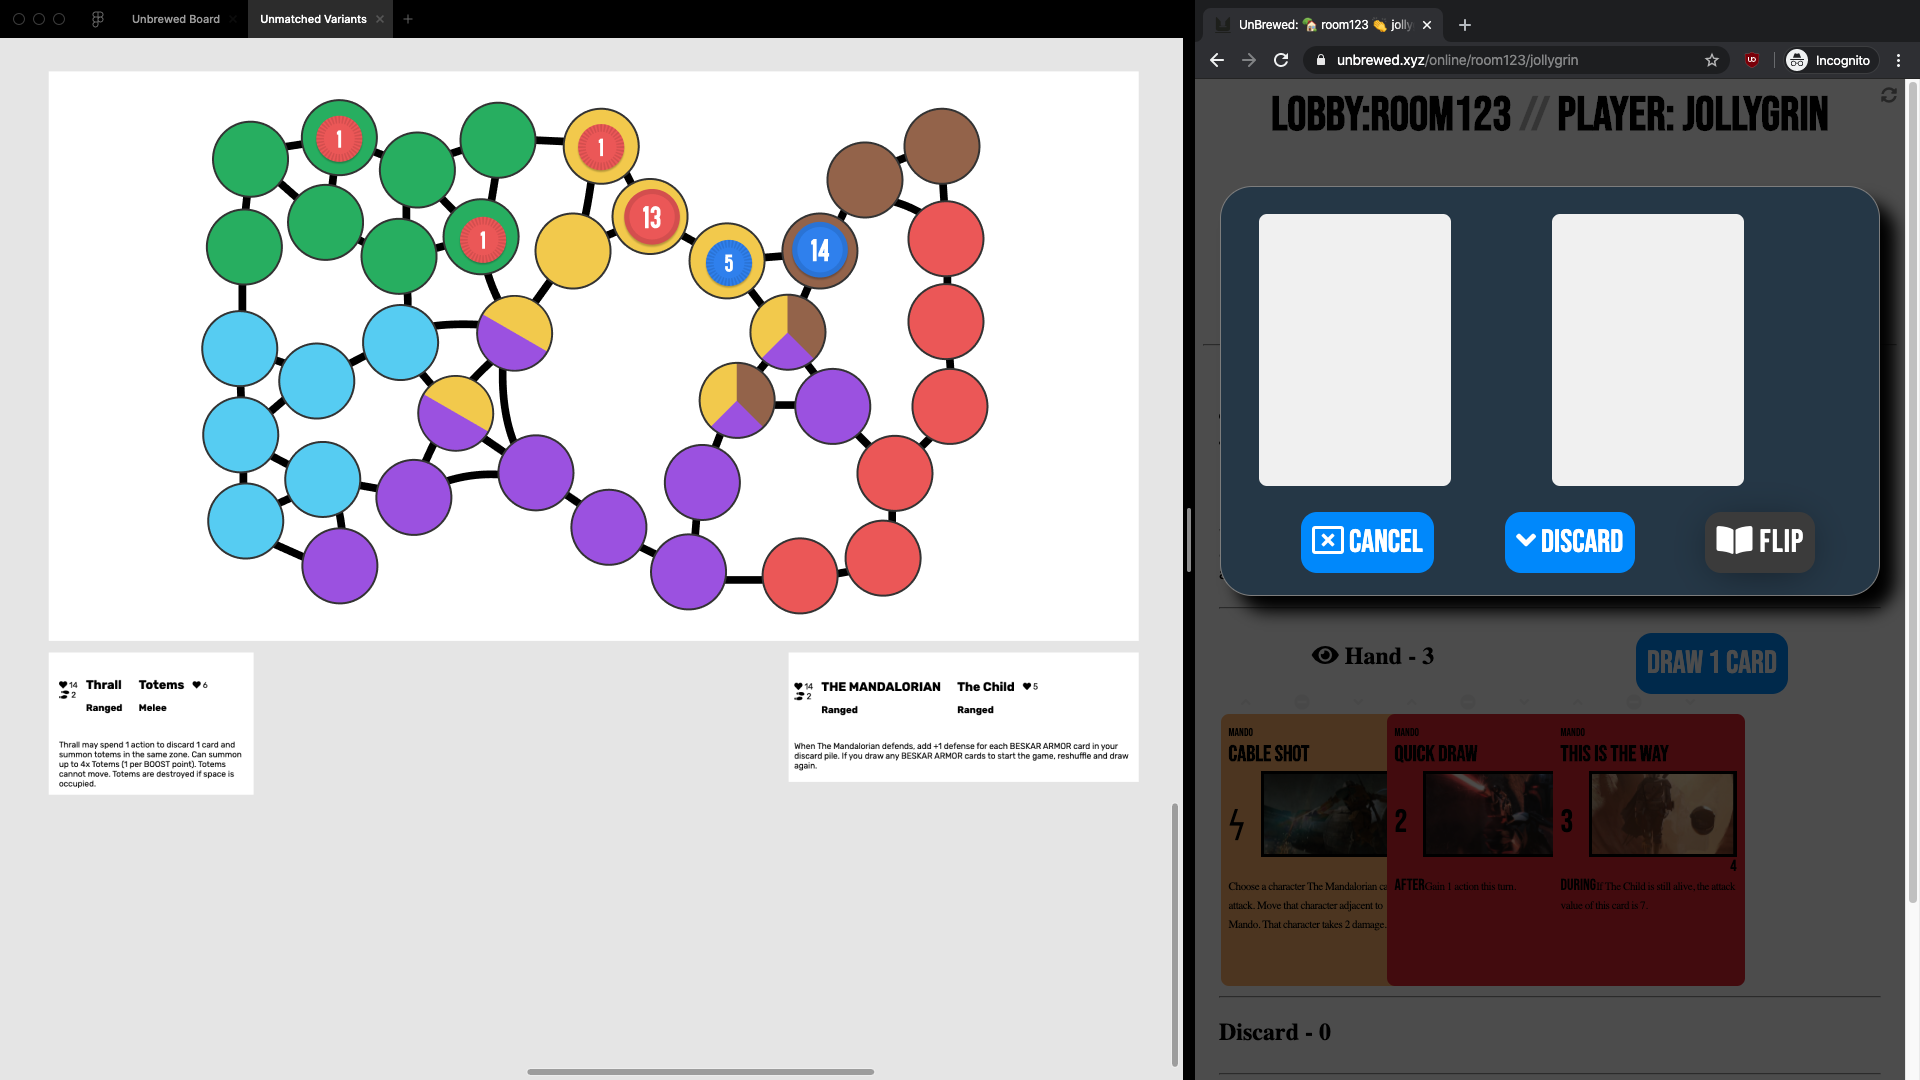 Unbrewed Board
Unmatched Variants
1
1
13
1
5
14
Thrall
Totems
14
2
6
Ranged
Melee
Thrall may spend 1 action to discard 1 card and
summon totems in the same zone. Can summon
up to 4x Totems (1 per BOOST point). Totems
cannot move. Totems are destroyed if space is
occupied.
THE MANDALORIAN
The Child
14
2
5
Ranged
Ranged
When The Mandalorian defends, add +1 defense for each BESKAR ARMOR card in your
discard pile. If you draw any BESKAR ARMOR cards to start the game, reshuffle and draw
again.
UnBrewed: 🏡 room123 👏 jolly
unbrewed.xyz/online/room123/jollygrin
Incognito
LOBBY:ROOM123 // PLAYER: JOLLYGRIN
CANCEL
DISCARD
FLIP
Hand - 3
DRAW 1 CARD
MANDO
CABLE SHOT
Choose a character The Mandalorian ca
attack. Move that character adjacent to
Mando. That character takes 2 damage.
MANDO
QUICK DRAW
2
AFTER Gain 1 action this turn.
MANDO
THIS IS THE WAY
3
4
DURING If The Child is still alive, the attack
value of this card is 7.
Discard - 0